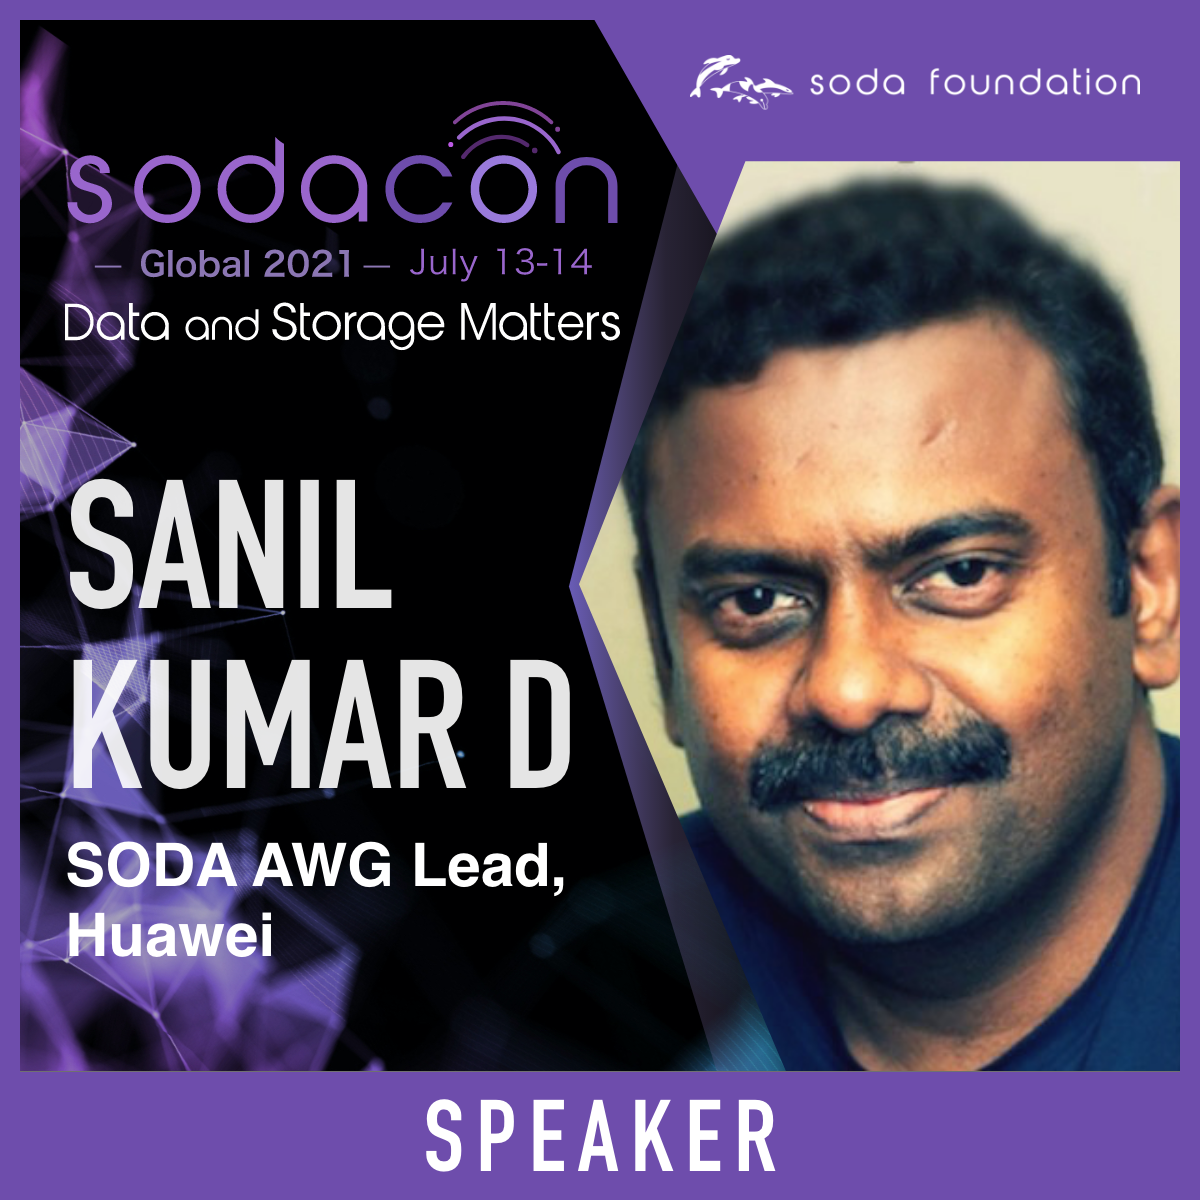 soda foundation
sodacon
— Global 2021 — July 13-14
Data and Storage Matters
SANIL
KUMAR D
SODA AWG Lead,
Huawei
SPEAKER